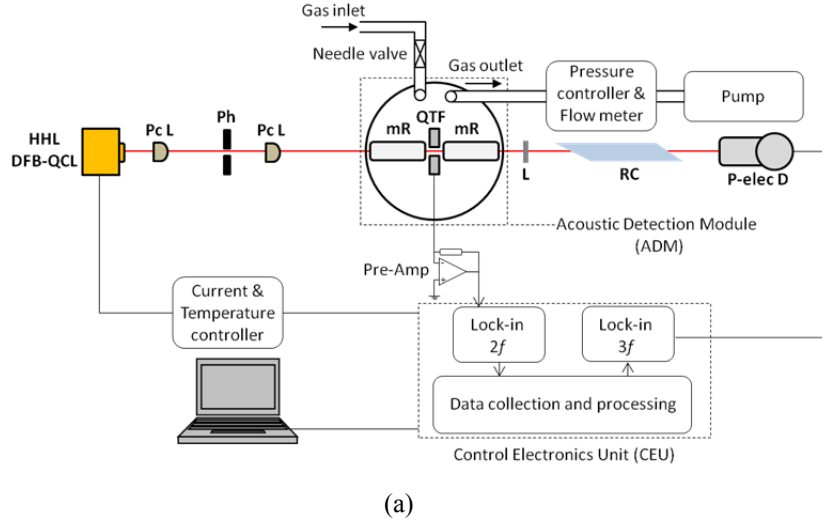 Gas inlet
Needle valve
Gas outlet
Pressure
controller &
Flow meter
Pump
HHL
DFB-QCL
Pc L
Ph
Pc L
mR
QTF
mR
L
RC
P-elec D
Acoustic Detection Module
(ADM)
Pre-Amp
-
+
Current &
Temperature
controller
Lock-in
2f
Lock-in
3f
Data collection and processing
Control Electronics Unit (CEU)
(a)